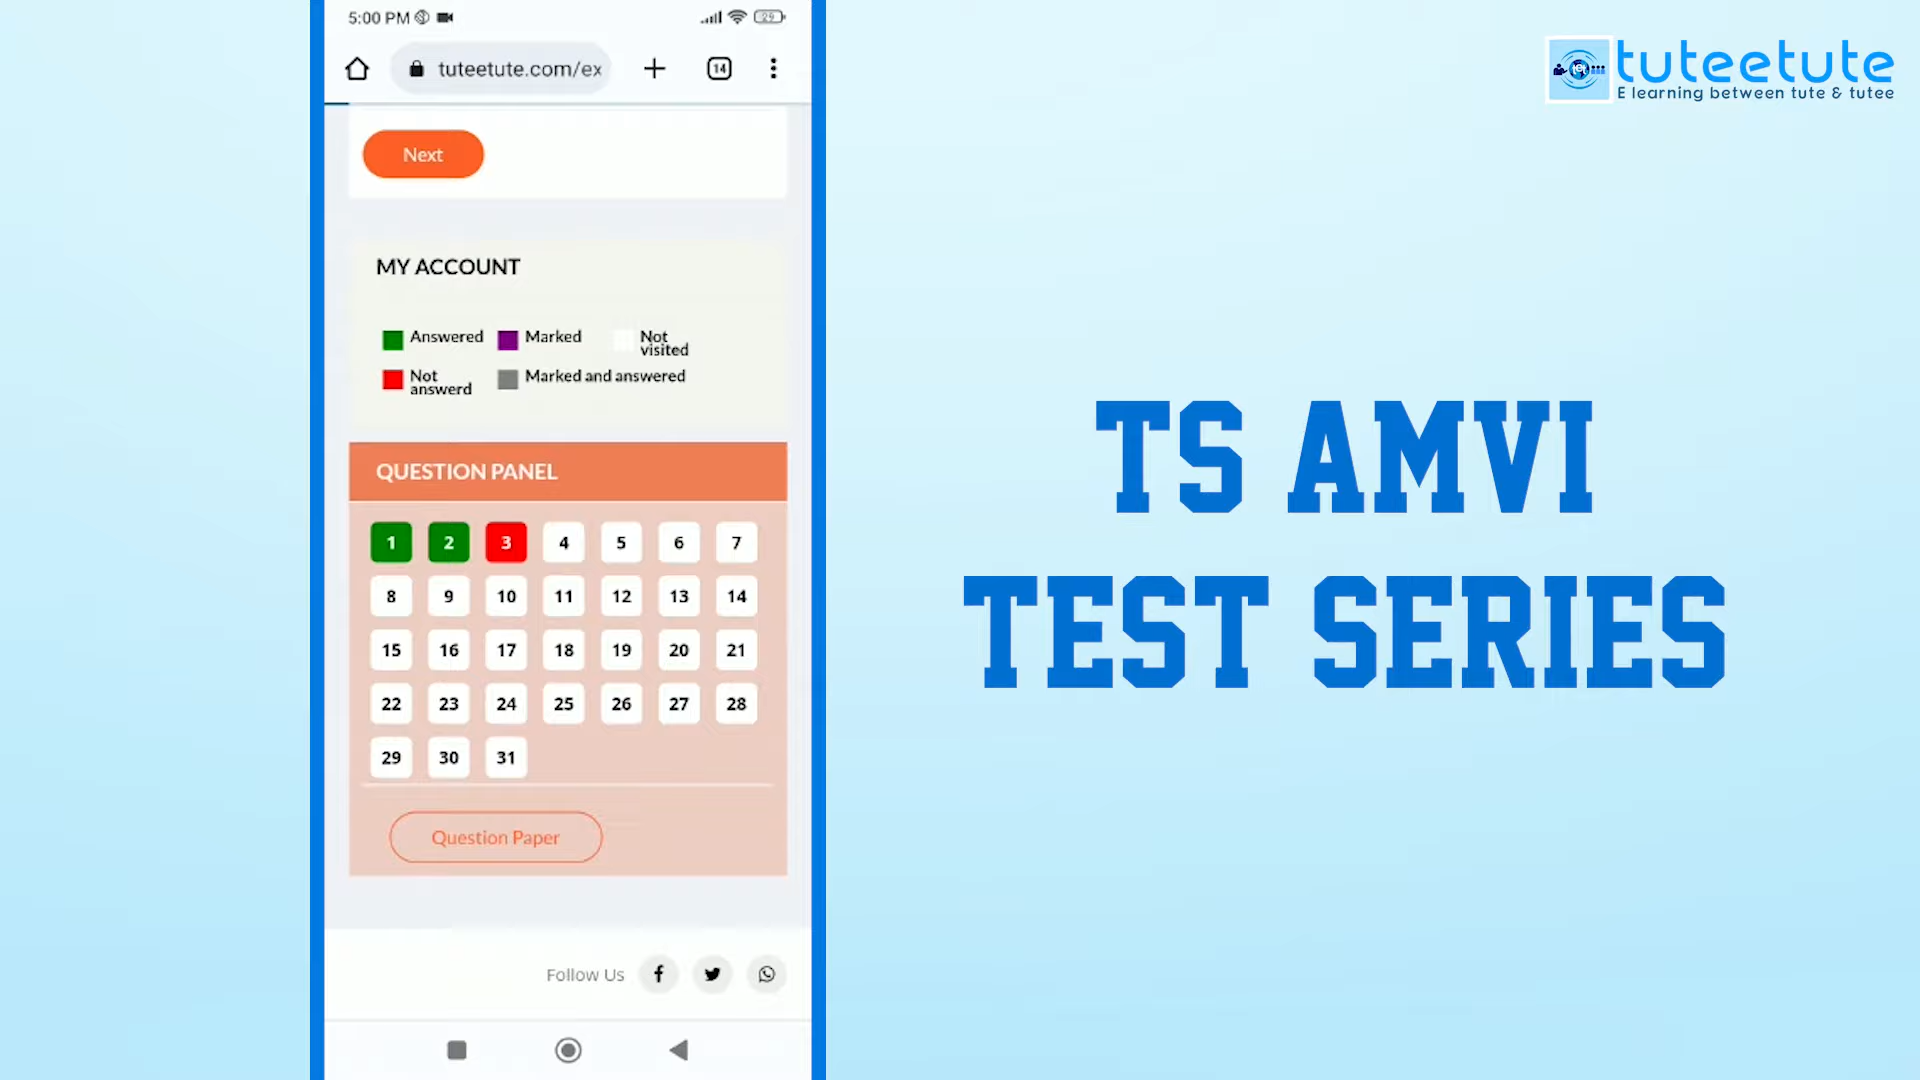 5:00 PM
29
tuteetute.com/ex
14
Next
MY ACCOUNT
Answered
Marked
Not
visited
Not
answerd
Marked and answered
QUESTION PANEL
1 2 3 4 5 6 7
8 9 10 11 12 13 14
15 16 17 18 19 20 21
22 23 24 25 26 27 28
29 30 31
Question Paper
Follow Us
tuteetute
E learning between tute & tutee
TS AMVI
TEST SERIES